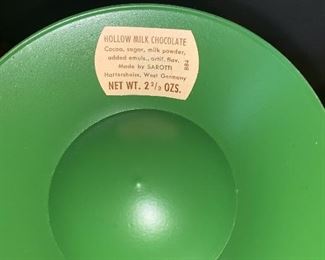 HOLLOW MILK CHOCOLATE
Cocoa, sugar, milk powder,
added emuls., artif. flav.
Made by SAROTTI
Hattersheim, West Germany
NET WT. 2 2/3 OZS.
884